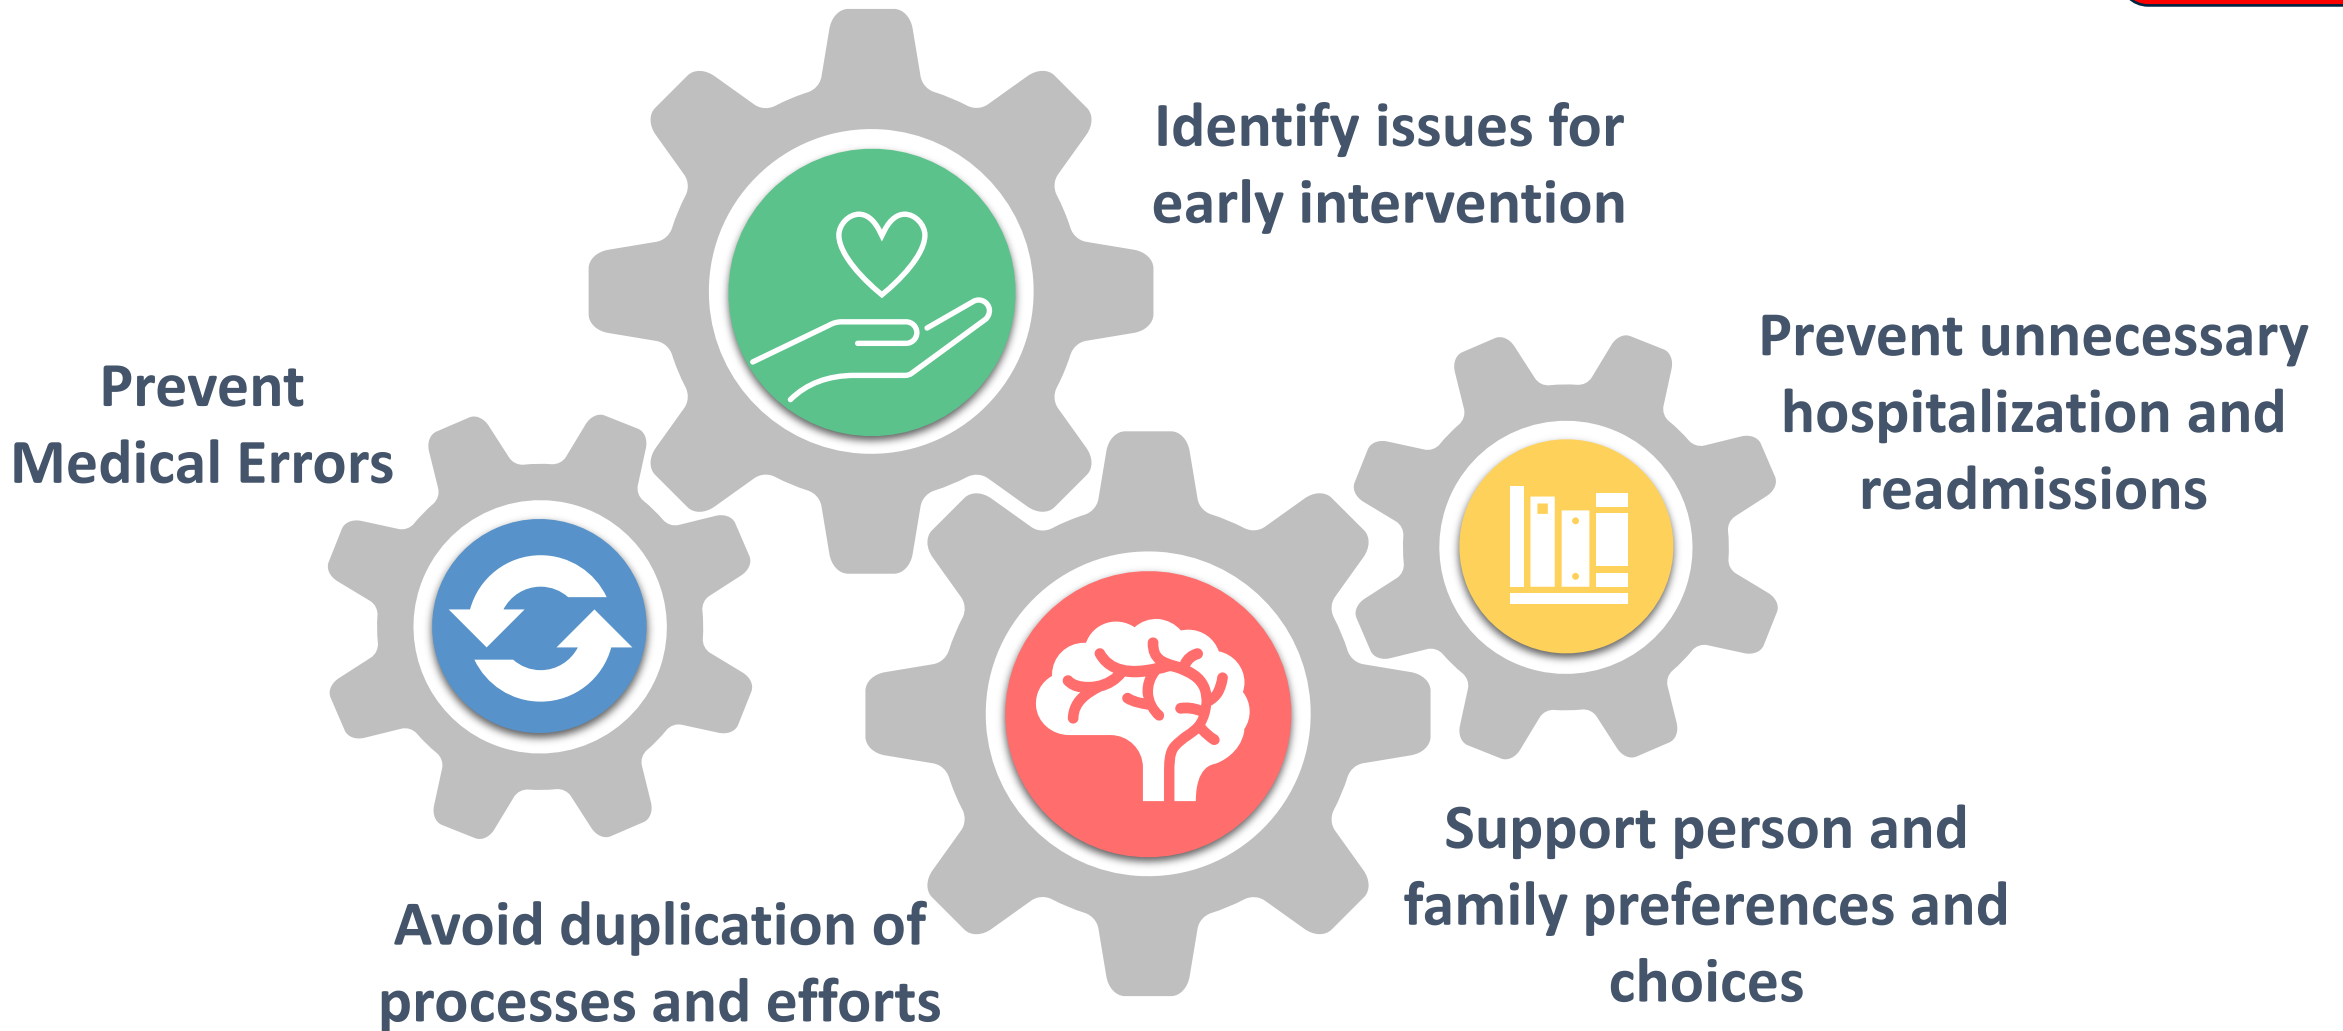 Identify issues for
early intervention
Prevent unnecessary
hospitalization and
readmissions
Prevent
Medical Errors
Support person and
family preferences and
choices
Avoid duplication of
processes and efforts